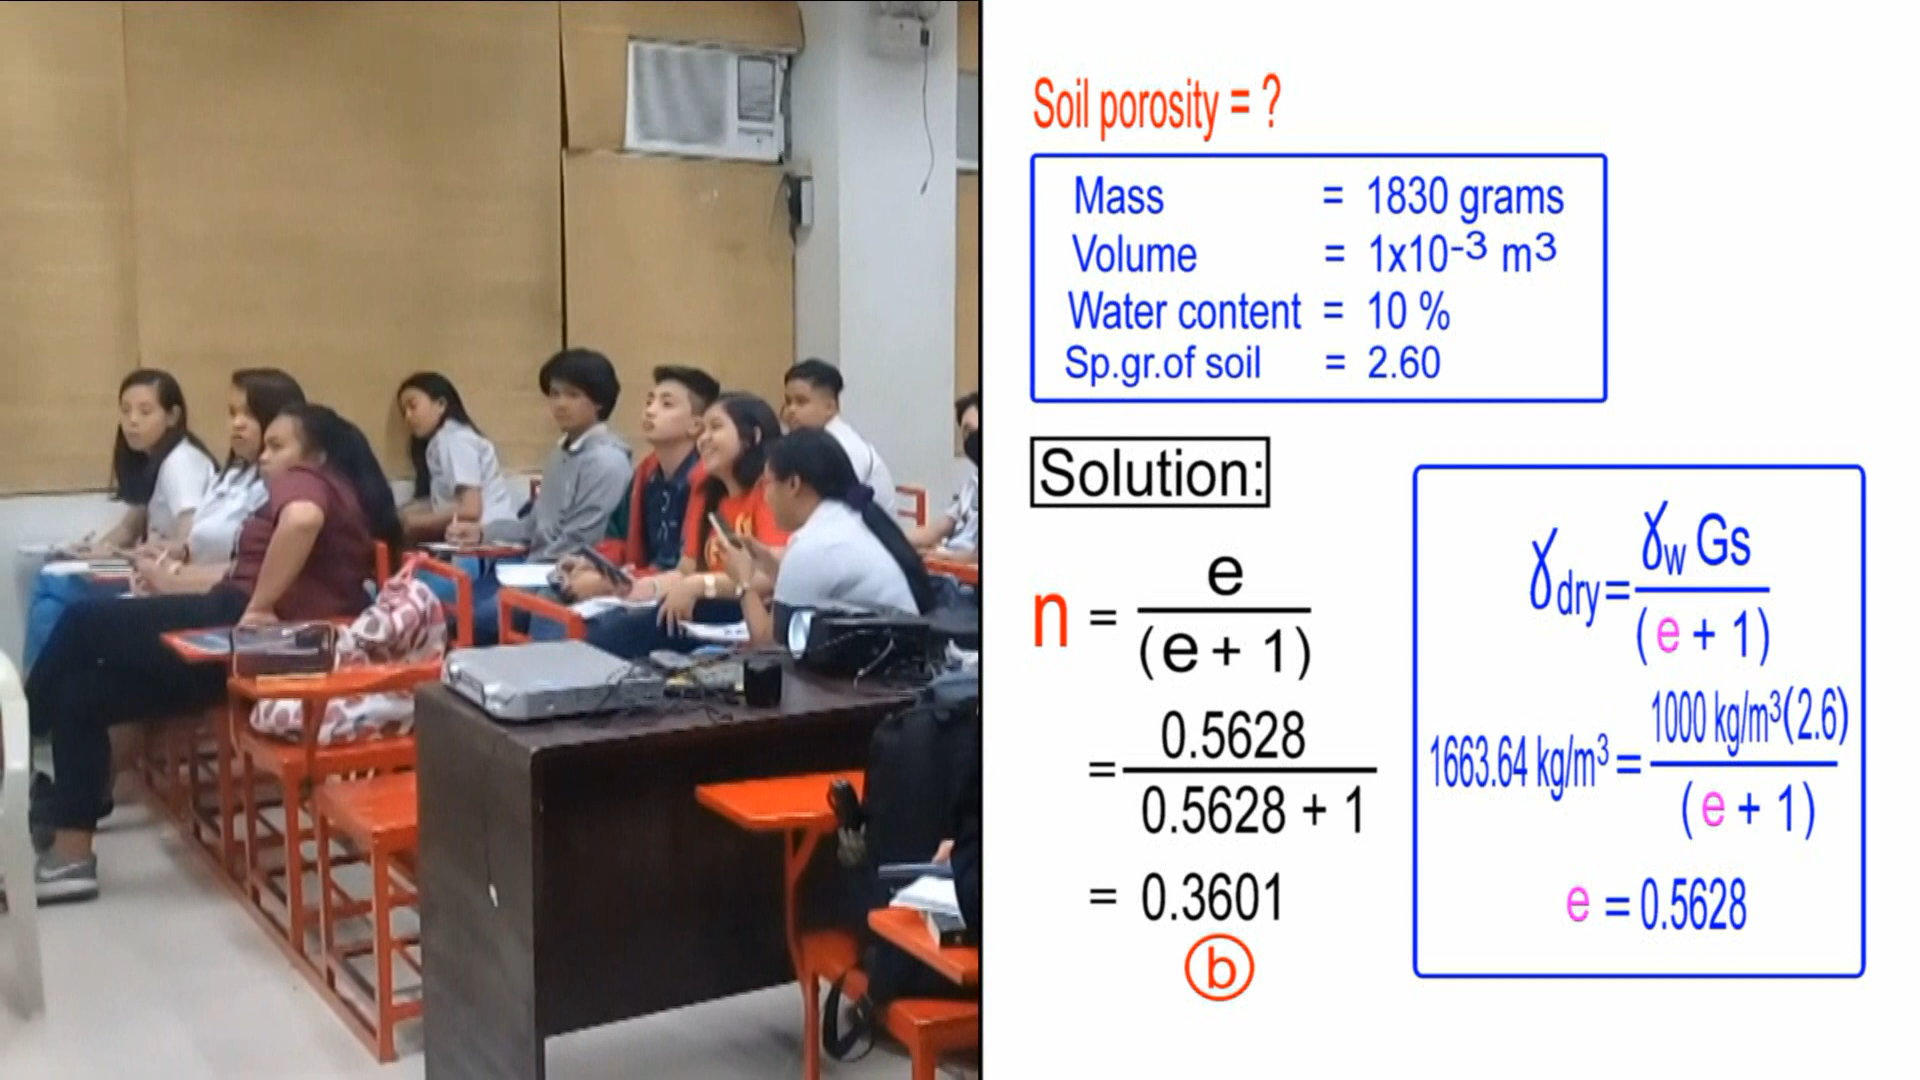 Soil porosity = ?
Mass = 1830 grams
Volume = 1x10⁻³ m³
Water content = 10 %
Sp.gr.of soil = 2.60
Solution:
n = e / (e + 1)
= 0.5628 / 0.5628 + 1
= 0.3601
b
ɣdry = ɣw Gs / (e + 1)
1663.64 kg/m³ = 1000 kg/m³(2.6) / (e + 1)
e = 0.5628